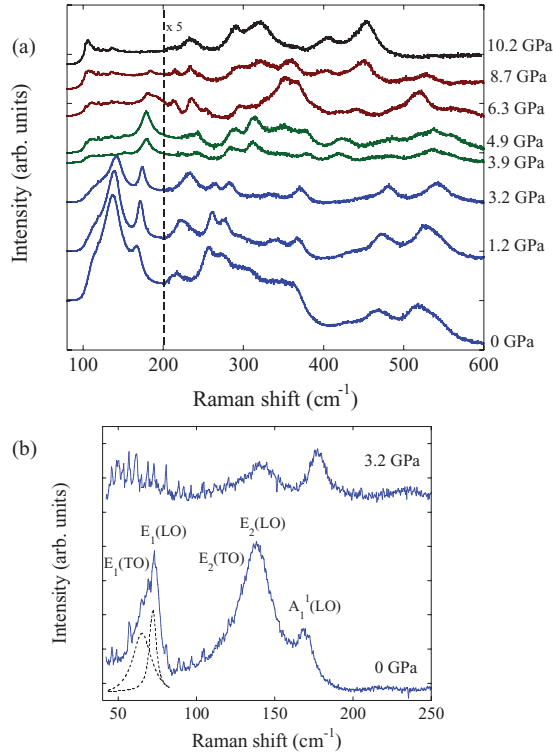 (a)
x 5
10.2 GPa
8.7 GPa
6.3 GPa
4.9 GPa
3.9 GPa
3.2 GPa
1.2 GPa
0 GPa
Intensity (arb. units)
100 200 300 400 500 600
Raman shift (cm⁻¹)
(b)
3.2 GPa
E₁(LO)
E₂(LO)
E₁(TO)
E₂(TO)
A₁¹(LO)
0 GPa
Intensity (arb. units)
50 100 150 200 250
Raman shift (cm⁻¹)